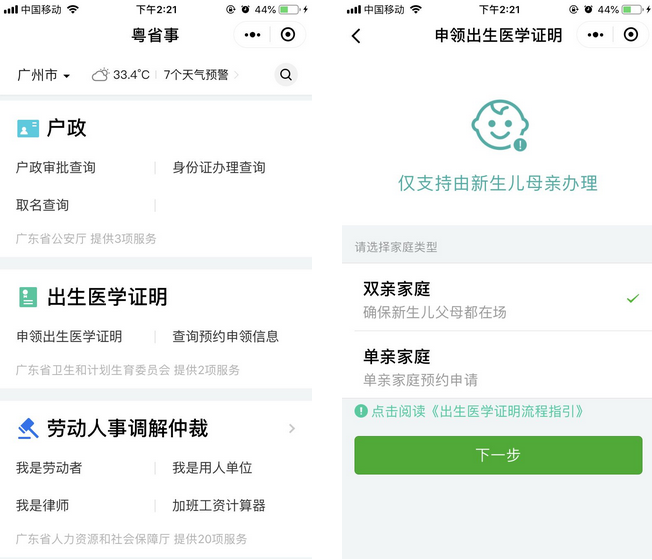 中国移动 下午2:21 44%
粤省事
广州市 33.4℃ 7个天气预警
户政
户政审批查询 身份证办理查询
取名查询
广东省公安厅 提供3项服务
出生医学证明
申领出生医学证明 查询预约申领信息
广东省卫生和计划生育委员会 提供2项服务
劳动人事调解仲裁
我是劳动者 我是用人单位
我是律师 加班工资计算器
广东省人力资源和社会保障厅 提供20项服务
中国移动 下午2:21 44%
申领出生医学证明
仅支持由新生儿母亲办理
请选择家庭类型
双亲家庭
确保新生儿父母都在场
单亲家庭
单亲家庭预约申请
点击阅读《出生医学证明流程指引》
下一步